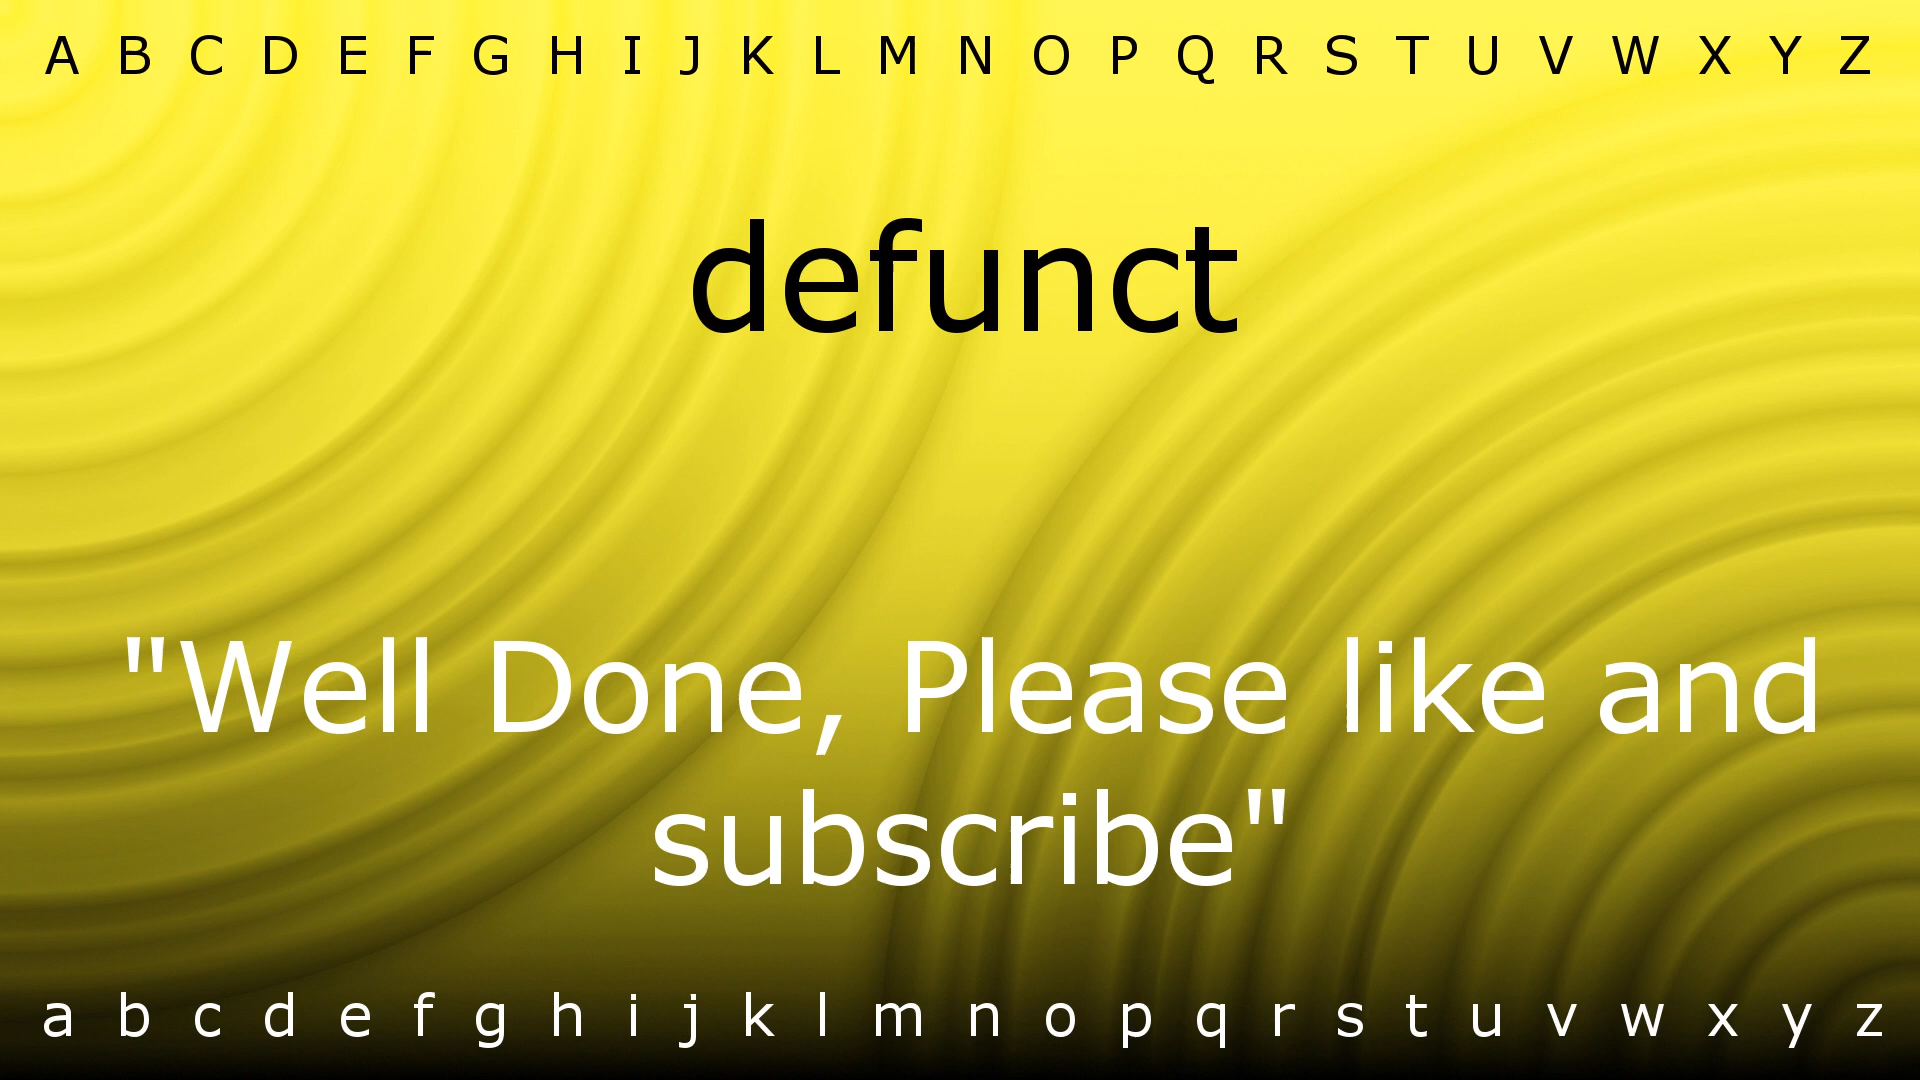 A B C D E F G H I J K L M N O P Q R S T U V W X Y Z
defunct
"Well Done, Please like and
subscribe"
a b c d e f g h i j k l m n o p q r s t u v w x y z